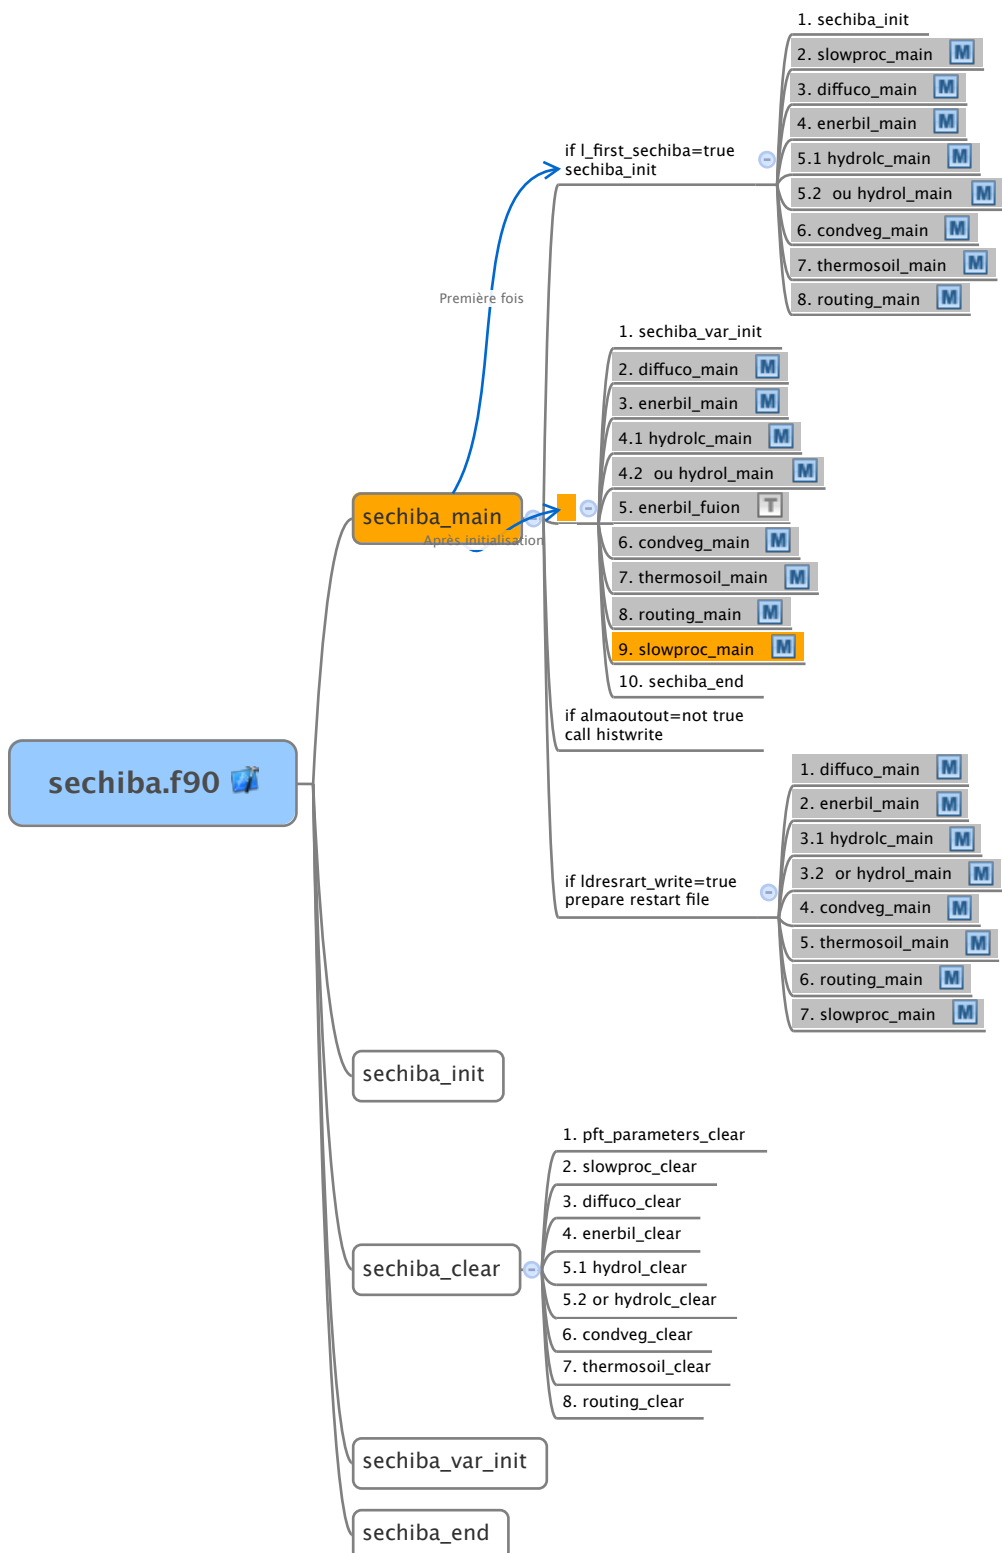 sechiba.f90
sechiba_main
Première fois
Après initialisation
if l_first_sechiba=true
sechiba_init
1. sechiba_init
2. slowproc_main M
3. diffuco_main M
4. enerbil_main M
5.1 hydrolc_main M
5.2 ou hydrol_main M
6. condveg_main M
7. thermosoil_main M
8. routing_main M
1. sechiba_var_init
2. diffuco_main M
3. enerbil_main M
4.1 hydrolc_main M
4.2 ou hydrol_main M
5. enerbil_fuion T
6. condveg_main M
7. thermosoil_main M
8. routing_main M
9. slowproc_main M
10. sechiba_end
if almaoutout=not true
call histwrite
if ldresrart_write=true
prepare restart file
1. diffuco_main M
2. enerbil_main M
3.1 hydrolc_main M
3.2 or hydrol_main M
4. condveg_main M
5. thermosoil_main M
6. routing_main M
7. slowproc_main M
sechiba_init
sechiba_clear
1. pft_parameters_clear
2. slowproc_clear
3. diffuco_clear
4. enerbil_clear
5.1 hydrol_clear
5.2 or hydrolc_clear
6. condveg_clear
7. thermosoil_clear
8. routing_clear
sechiba_var_init
sechiba_end